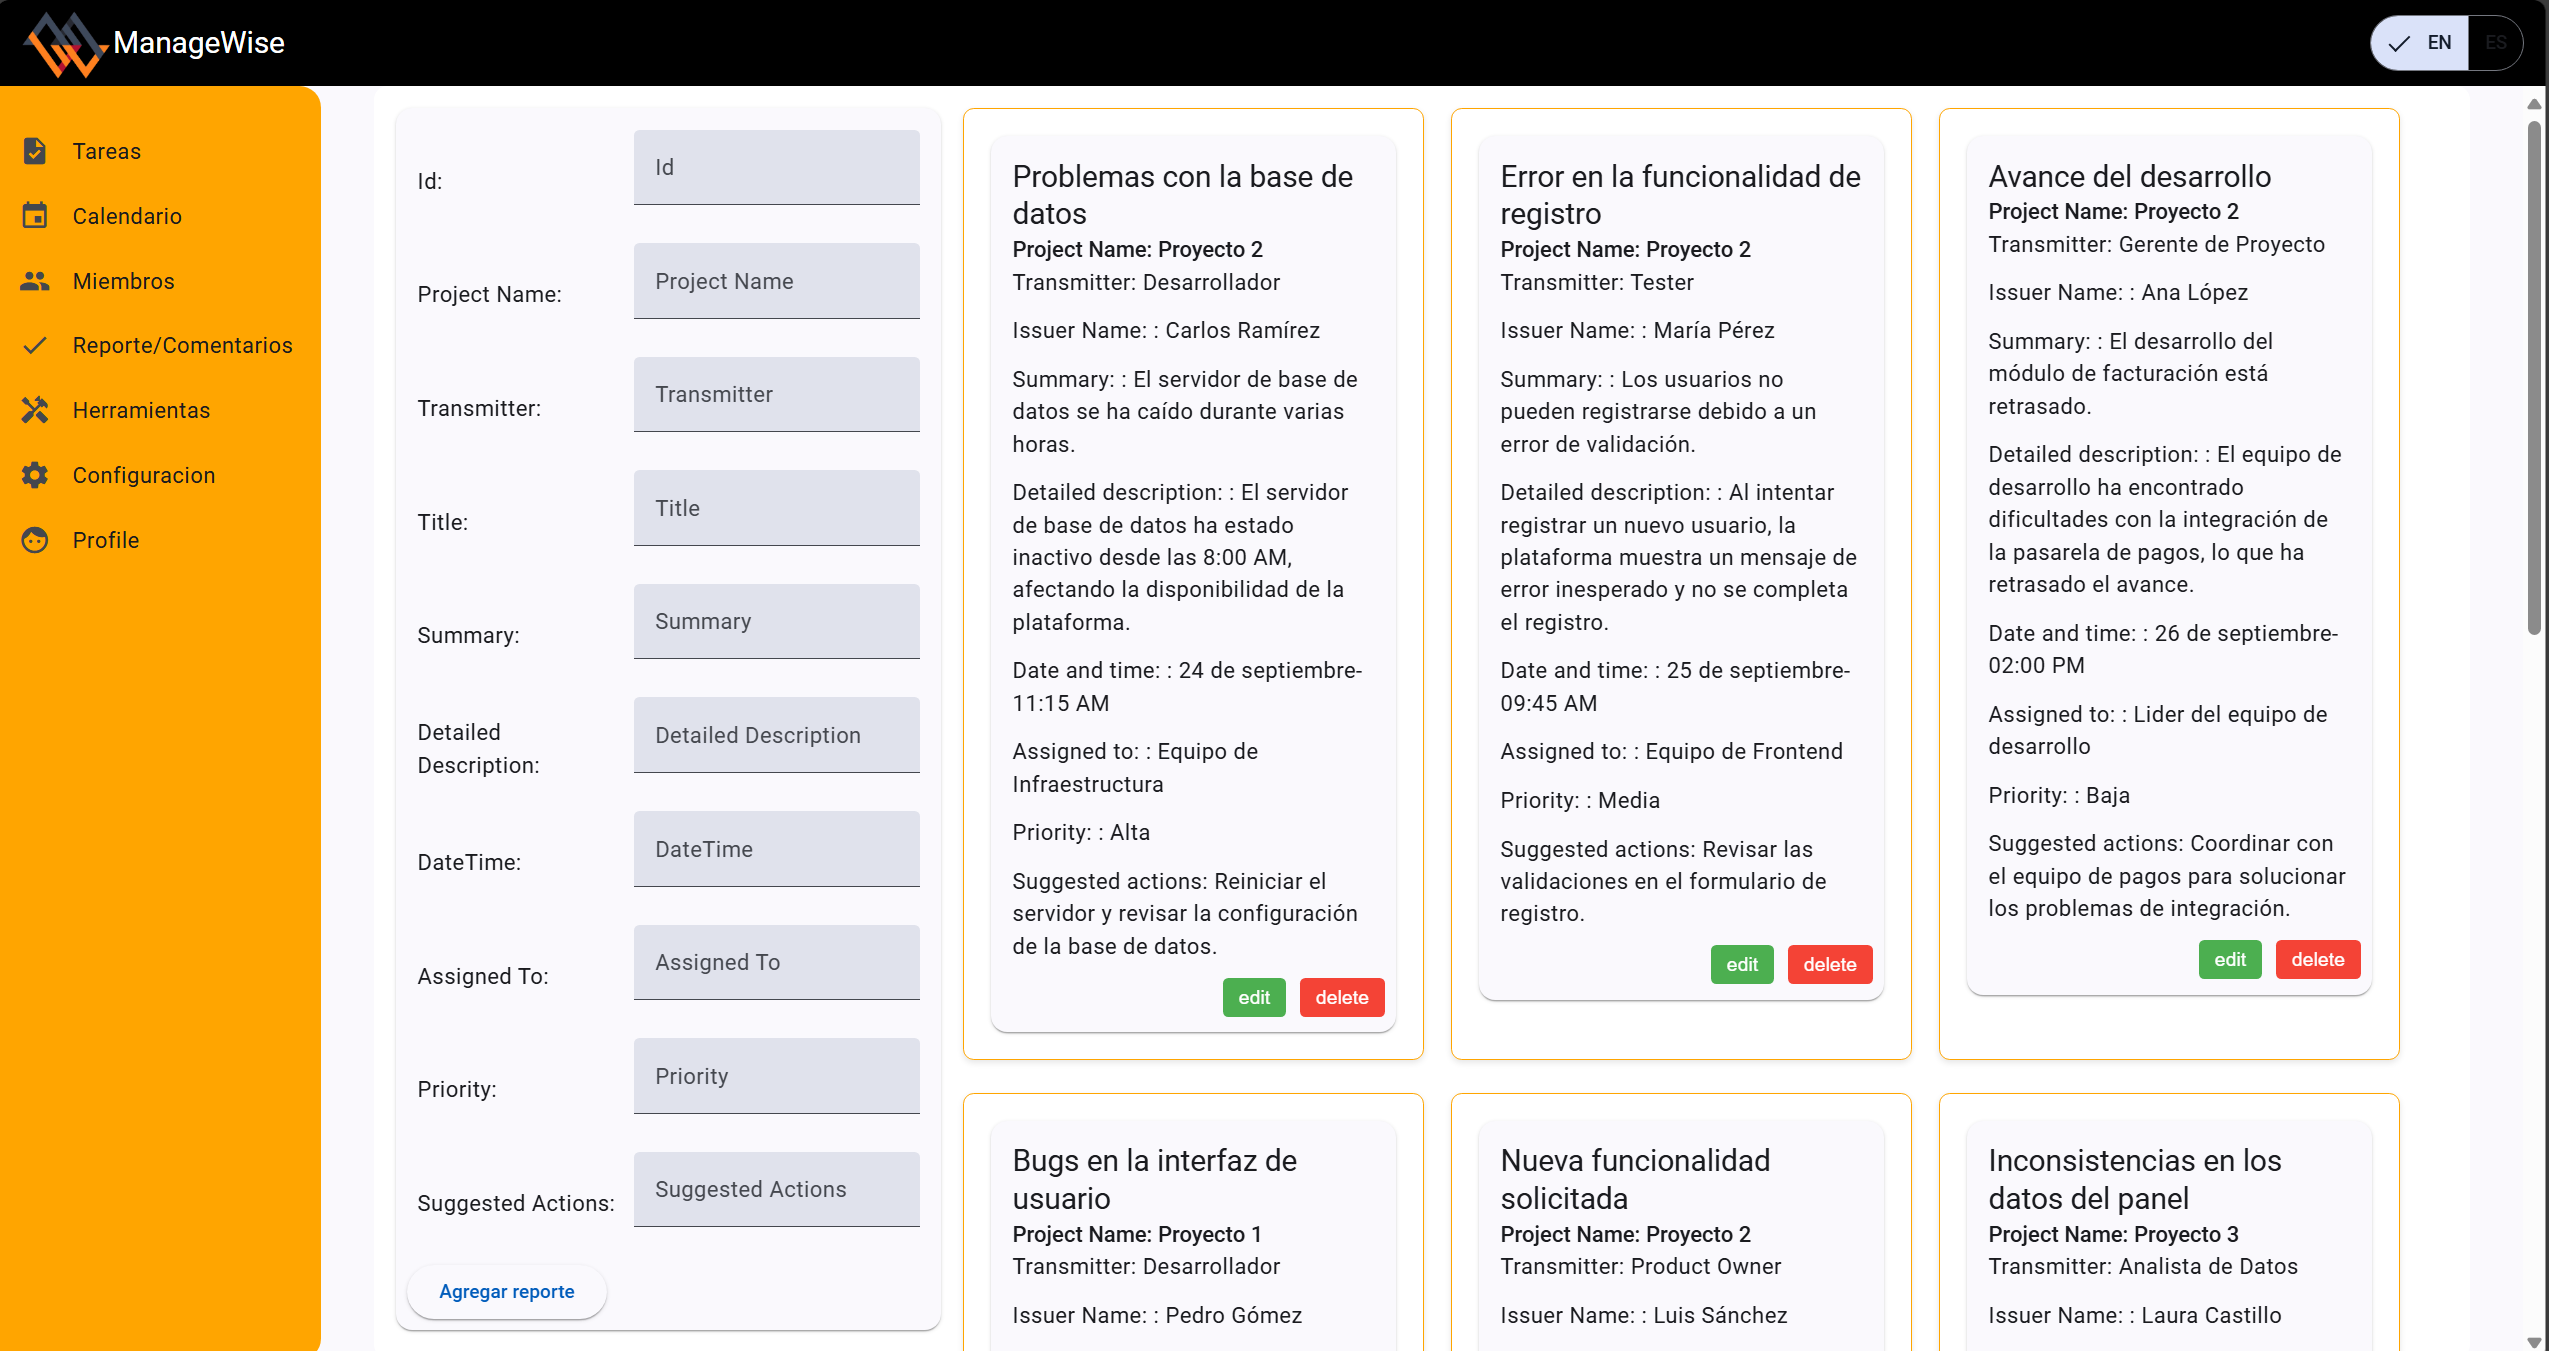 ManageWise
EN
ES
Tareas
Calendario
Miembros
Reporte/Comentarios
Herramientas
Configuracion
Profile
Id:
Id
Project Name:
Project Name
Transmitter:
Transmitter
Title:
Title
Summary:
Summary
Detailed
Description:
Detailed Description
DateTime:
DateTime
Assigned To:
Assigned To
Priority:
Priority
Suggested Actions:
Suggested Actions
Agregar reporte
Problemas con la base de
datos
Project Name: Proyecto 2
Transmitter: Desarrollador
Issuer Name: : Carlos Ramírez
Summary: : El servidor de base de
datos se ha caído durante varias
horas.
Detailed description: : El servidor
de base de datos ha estado
inactivo desde las 8:00 AM,
afectando la disponibilidad de la
plataforma.
Date and time: : 24 de septiembre-
11:15 AM
Assigned to: : Equipo de
Infraestructura
Priority: : Alta
Suggested actions: Reiniciar el
servidor y revisar la configuración
de la base de datos.
edit
delete
Error en la funcionalidad de
registro
Project Name: Proyecto 2
Transmitter: Tester
Issuer Name: : María Pérez
Summary: : Los usuarios no
pueden registrarse debido a un
error de validación.
Detailed description: : Al intentar
registrar un nuevo usuario, la
plataforma muestra un mensaje de
error inesperado y no se completa
el registro.
Date and time: : 25 de septiembre-
09:45 AM
Assigned to: : Equipo de Frontend
Priority: : Media
Suggested actions: Revisar las
validaciones en el formulario de
registro.
edit
delete
Avance del desarrollo
Project Name: Proyecto 2
Transmitter: Gerente de Proyecto
Issuer Name: : Ana López
Summary: : El desarrollo del
módulo de facturación está
retrasado.
Detailed description: : El equipo de
desarrollo ha encontrado
dificultades con la integración de
la pasarela de pagos, lo que ha
retrasado el avance.
Date and time: : 26 de septiembre-
02:00 PM
Assigned to: : Lider del equipo de
desarrollo
Priority: : Baja
Suggested actions: Coordinar con
el equipo de pagos para solucionar
los problemas de integración.
edit
delete
Bugs en la interfaz de
usuario
Project Name: Proyecto 1
Transmitter: Desarrollador
Issuer Name: : Pedro Gómez
Nueva funcionalidad
solicitada
Project Name: Proyecto 2
Transmitter: Product Owner
Issuer Name: : Luis Sánchez
Inconsistencias en los
datos del panel
Project Name: Proyecto 3
Transmitter: Analista de Datos
Issuer Name: : Laura Castillo